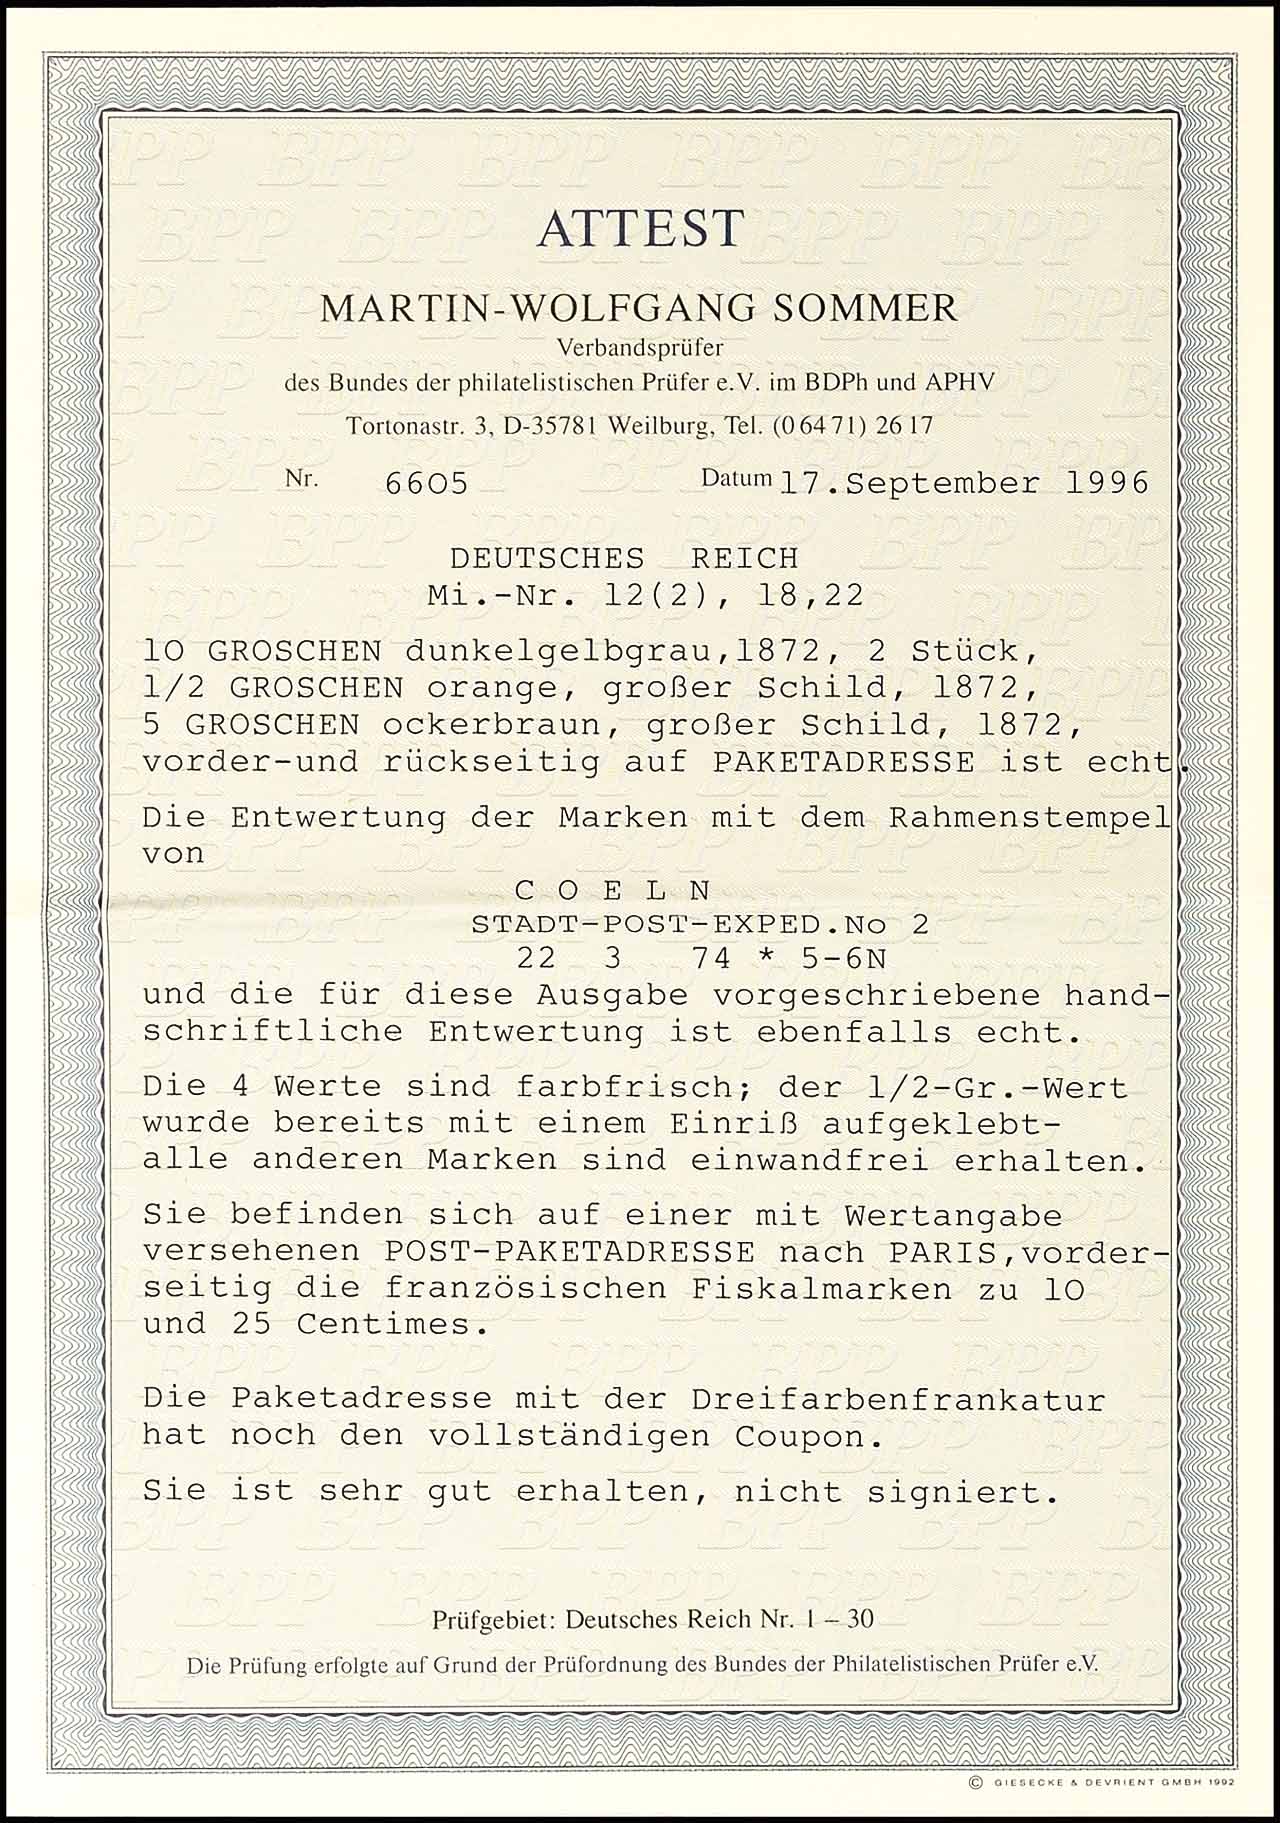 ATTEST
MARTIN-WOLFGANG SOMMER
Verbandsprüfer
des Bundes der philatelistischen Prüfer e.V. im BDPh und APHV
Tortonastr. 3, D-35781 Weilburg, Tel. (0 64 71) 26 17
Nr. 6605 Datum 17.September 1996
DEUTSCHES REICH
Mi.-Nr. 12(2), 18,22
10 GROSCHEN dunkelgelbgrau,1872, 2 Stück,
1/2 GROSCHEN orange, großer Schild, 1872,
5 GROSCHEN ockerbraun, großer Schild, 1872,
vorder-und rückseitig auf PAKETADRESSE ist echt.
Die Entwertung der Marken mit dem Rahmenstempel
von
C O E L N
STADT-POST-EXPED.No 2
22 3 74 * 5-6N
und die für diese Ausgabe vorgeschriebene hand-
schriftliche Entwertung ist ebenfalls echt.
Die 4 Werte sind farbfrisch; der 1/2-Gr.-Wert
wurde bereits mit einem Einriß aufgeklebt-
alle anderen Marken sind einwandfrei erhalten.
Sie befinden sich auf einer mit Wertangabe
versehenen POST-PAKETADRESSE nach PARIS,vorder-
seitig die französischen Fiskalmarken zu 10
und 25 Centimes.
Die Paketadresse mit der Dreifarbenfrankatur
hat noch den vollständigen Coupon.
Sie ist sehr gut erhalten, nicht signiert.
Prüfgebiet: Deutsches Reich Nr. 1 – 30
Die Prüfung erfolgte auf Grund der Prüfordnung des Bundes der Philatelistischen Prüfer e.V.
© GIESECKE & DEVRIENT GMBH 1992